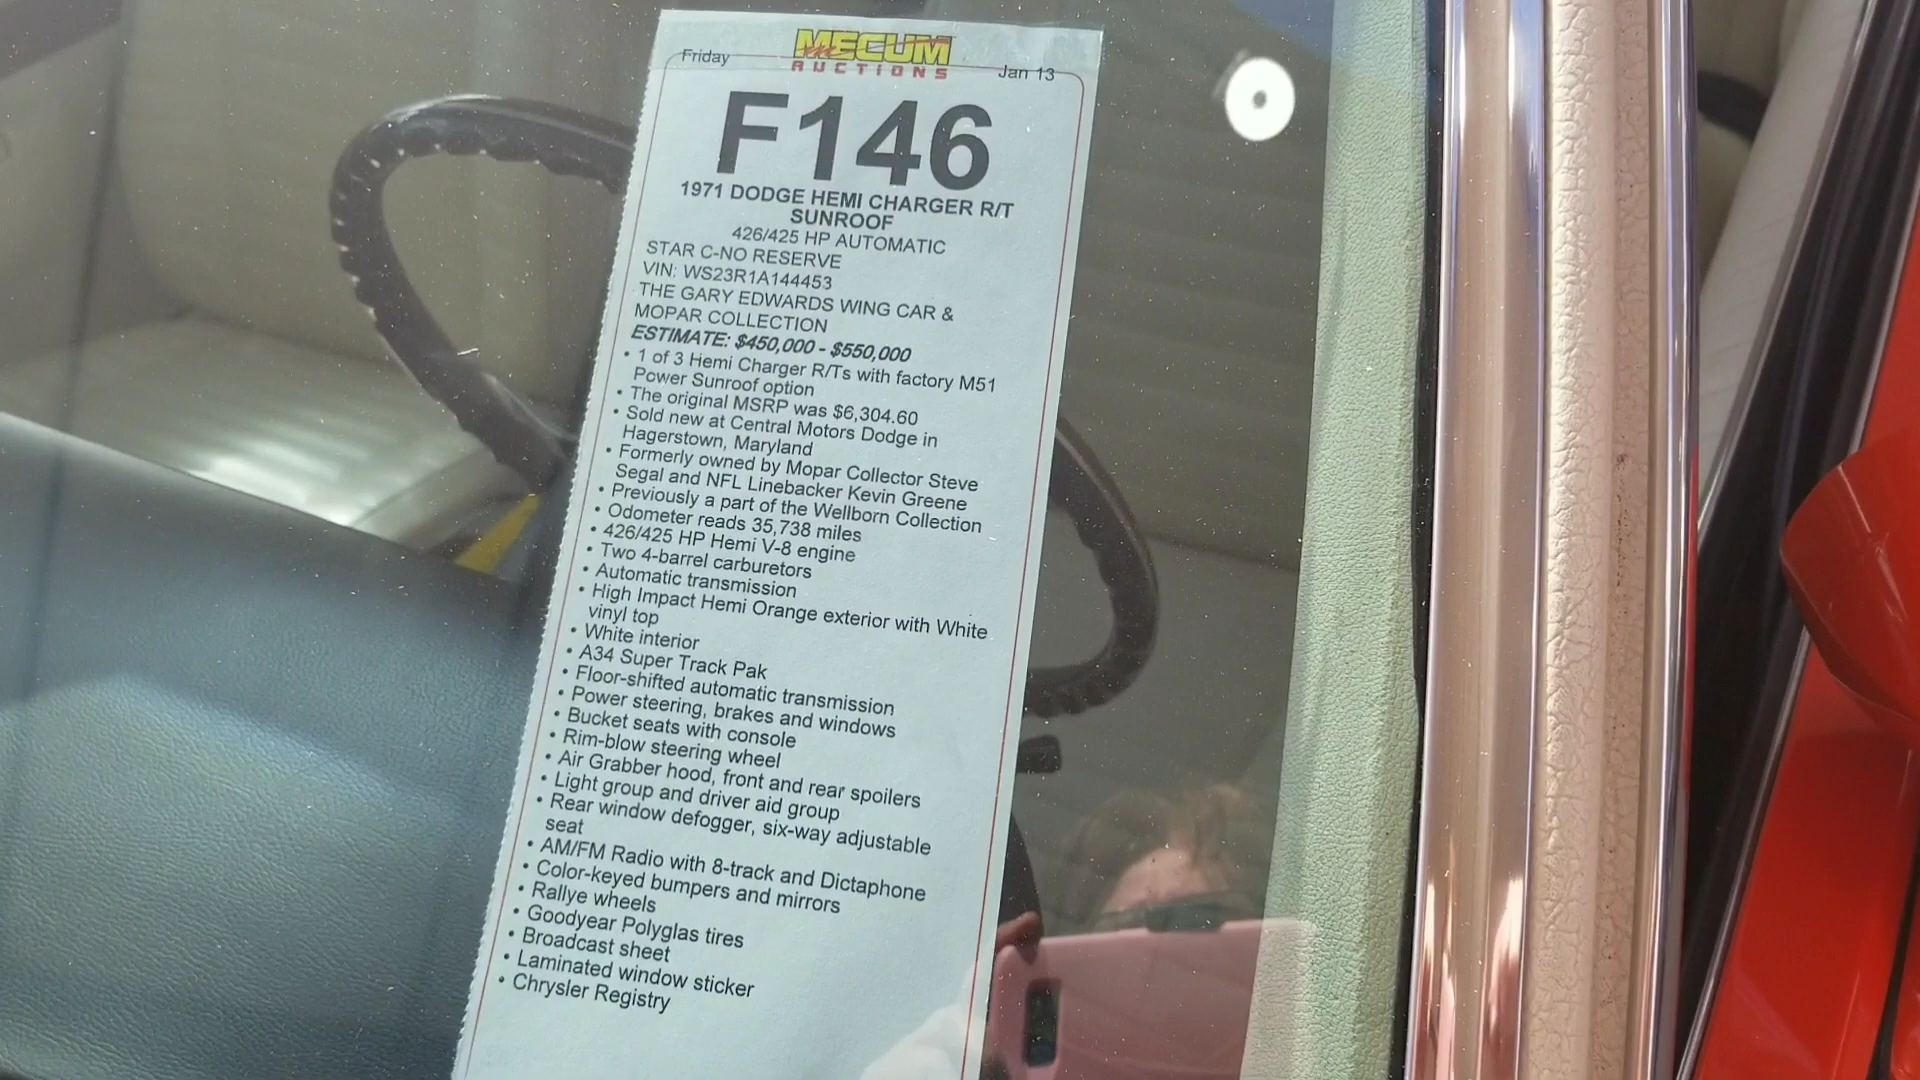 Friday
MECUM
AUCTIONS
Jan 13
F146
1971 DODGE HEMI CHARGER R/T
SUNROOF
426/425 HP AUTOMATIC
STAR C-NO RESERVE
VIN: WS23R1A144453
THE GARY EDWARDS WING CAR &
MOPAR COLLECTION
ESTIMATE: $450,000 - $550,000
• 1 of 3 Hemi Charger R/Ts with factory M51
Power Sunroof option
• The original MSRP was $6,304.60
• Sold new at Central Motors Dodge in
Hagerstown, Maryland
• Formerly owned by Mopar Collector Steve
Segal and NFL Linebacker Kevin Greene
• Previously a part of the Wellborn Collection
• Odometer reads 35,738 miles
• 426/425 HP Hemi V-8 engine
• Two 4-barrel carburetors
• Automatic transmission
• High Impact Hemi Orange exterior with White
vinyl top
• White interior
• A34 Super Track Pak
• Floor-shifted automatic transmission
• Power steering, brakes and windows
• Bucket seats with console
• Rim-blow steering wheel
• Air Grabber hood, front and rear spoilers
• Light group and driver aid group
• Rear window defogger, six-way adjustable
seat
• AM/FM Radio with 8-track and Dictaphone
• Color-keyed bumpers and mirrors
• Rallye wheels
• Goodyear Polyglas tires
• Broadcast sheet
• Laminated window sticker
• Chrysler Registry